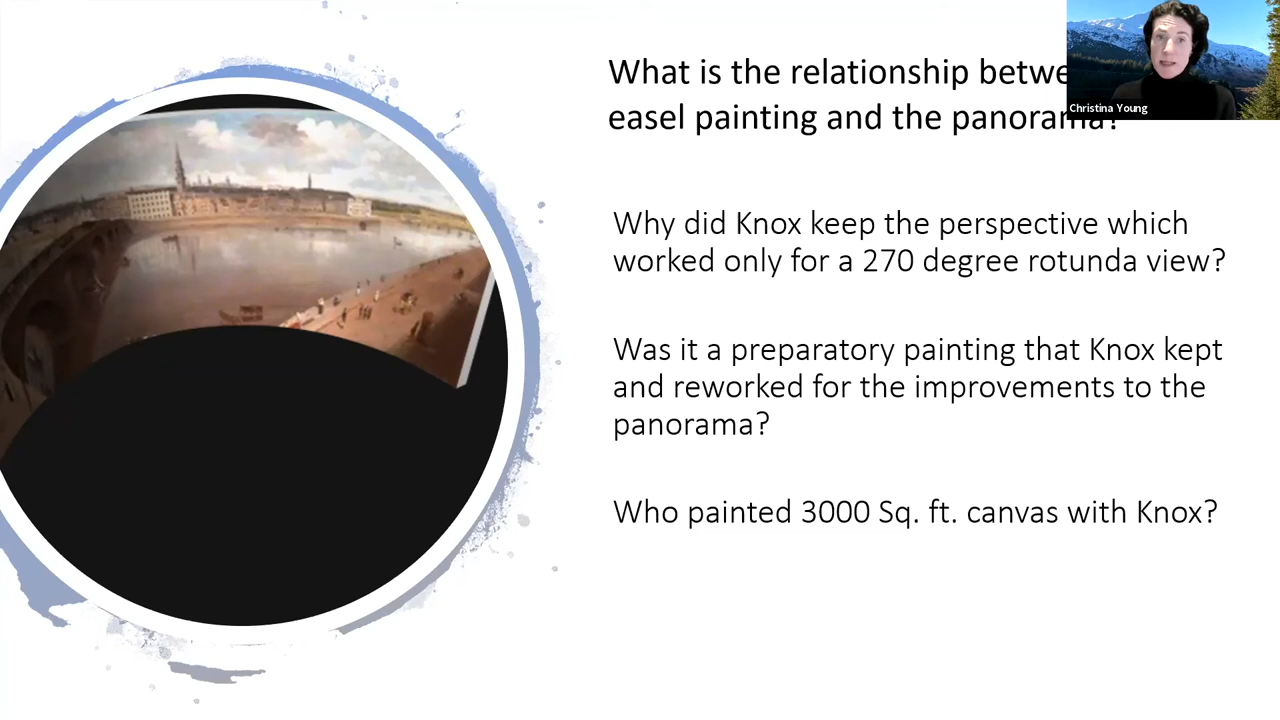 What is the relationship
easel painting and the panorama?
Christina Young
Why did Knox keep the perspective which
worked only for a 270 degree rotunda view?
Was it a preparatory painting that Knox kept
and reworked for the improvements to the
panorama?
Who painted 3000 Sq. ft. canvas with Knox?